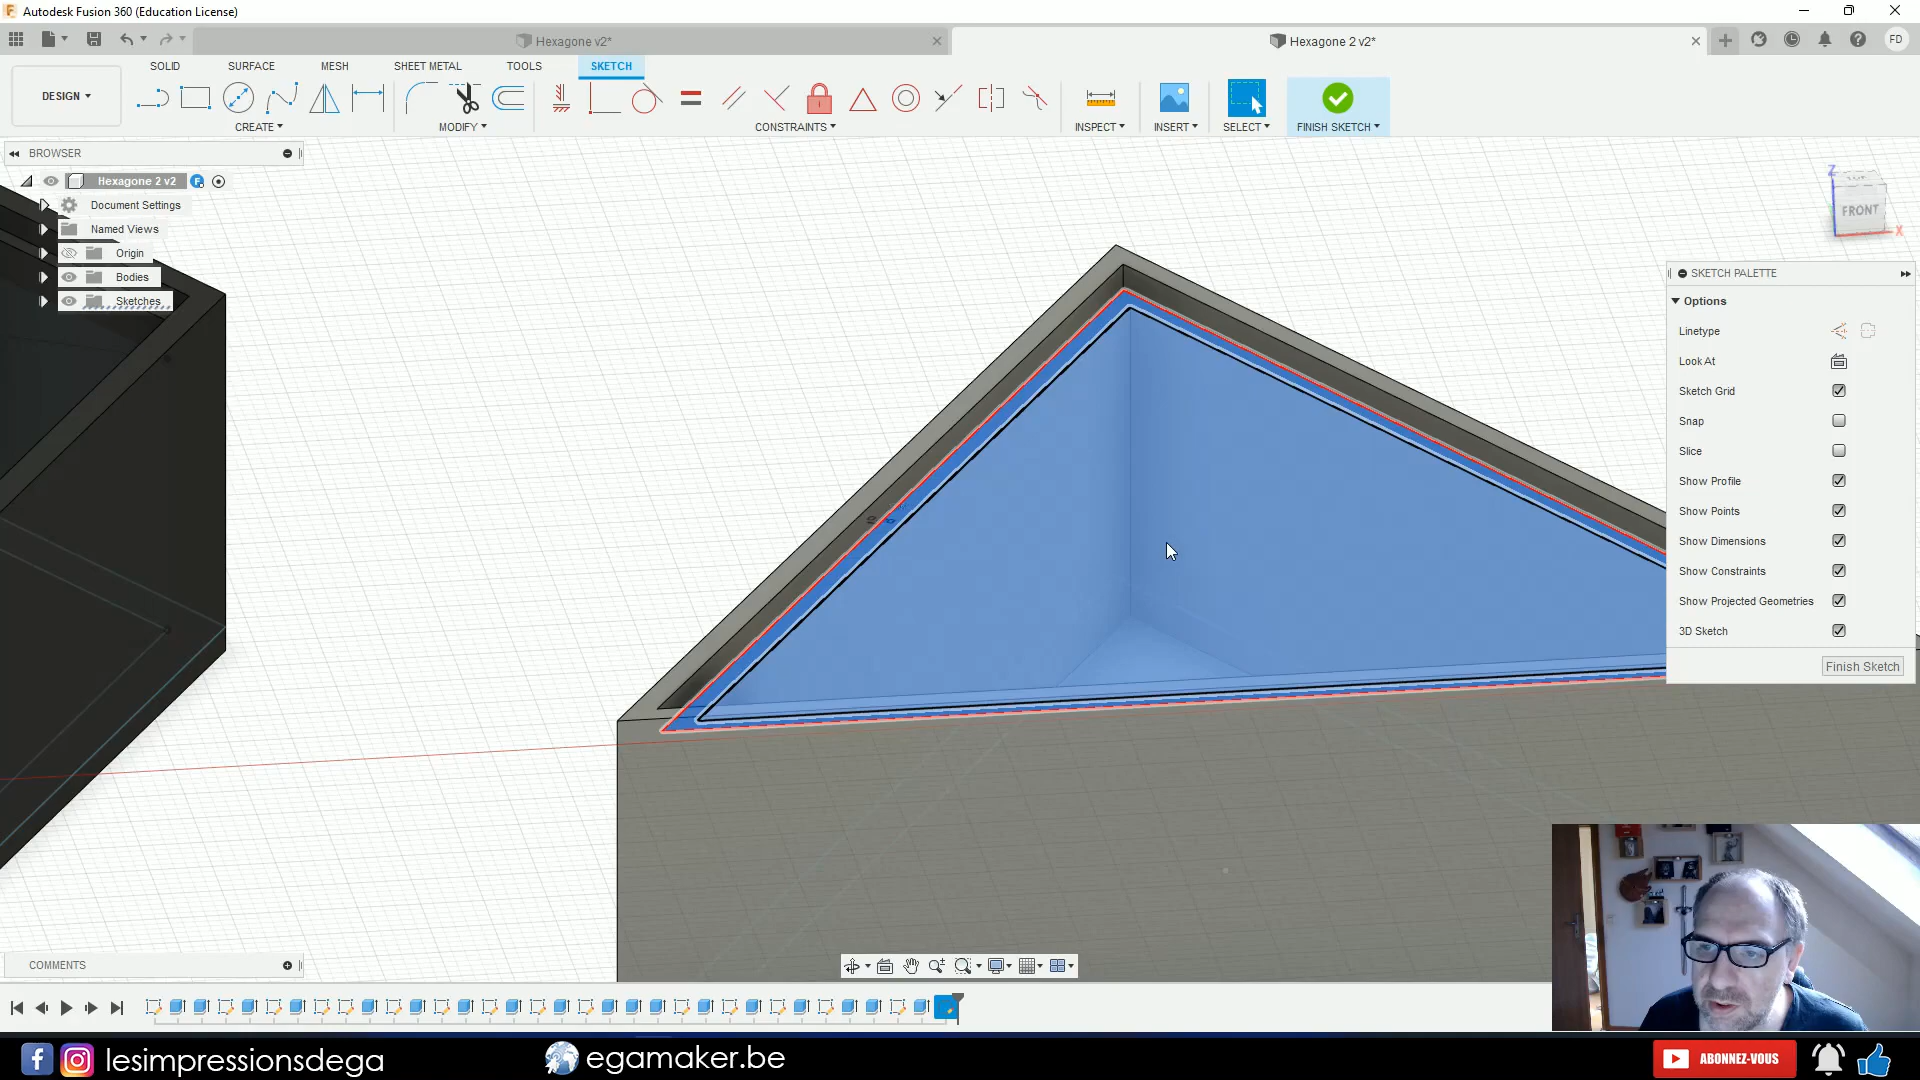 Autodesk Fusion 360 (Education License)
Hexagone v2*
Hexagone 2 v2*
FD
SOLID
SURFACE
MESH
SHEET METAL
TOOLS
SKETCH
DESIGN
CREATE
MODIFY
CONSTRAINTS
INSPECT
INSERT
SELECT
FINISH SKETCH
BROWSER
Hexagone 2 v2
Document Settings
Named Views
Origin
Bodies
Sketches
Z
TOP
FRONT
X
SKETCH PALETTE
Options
Linetype
Look At
Sketch Grid
Snap
Slice
Show Profile
Show Points
Show Dimensions
Show Constraints
Show Projected Geometries
3D Sketch
Finish Sketch
COMMENTS
lesimpressionsdega
egamaker.be
ABONNEZ-VOUS